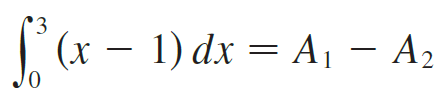 ∫₀³ (x − 1) dx = A₁ − A₂